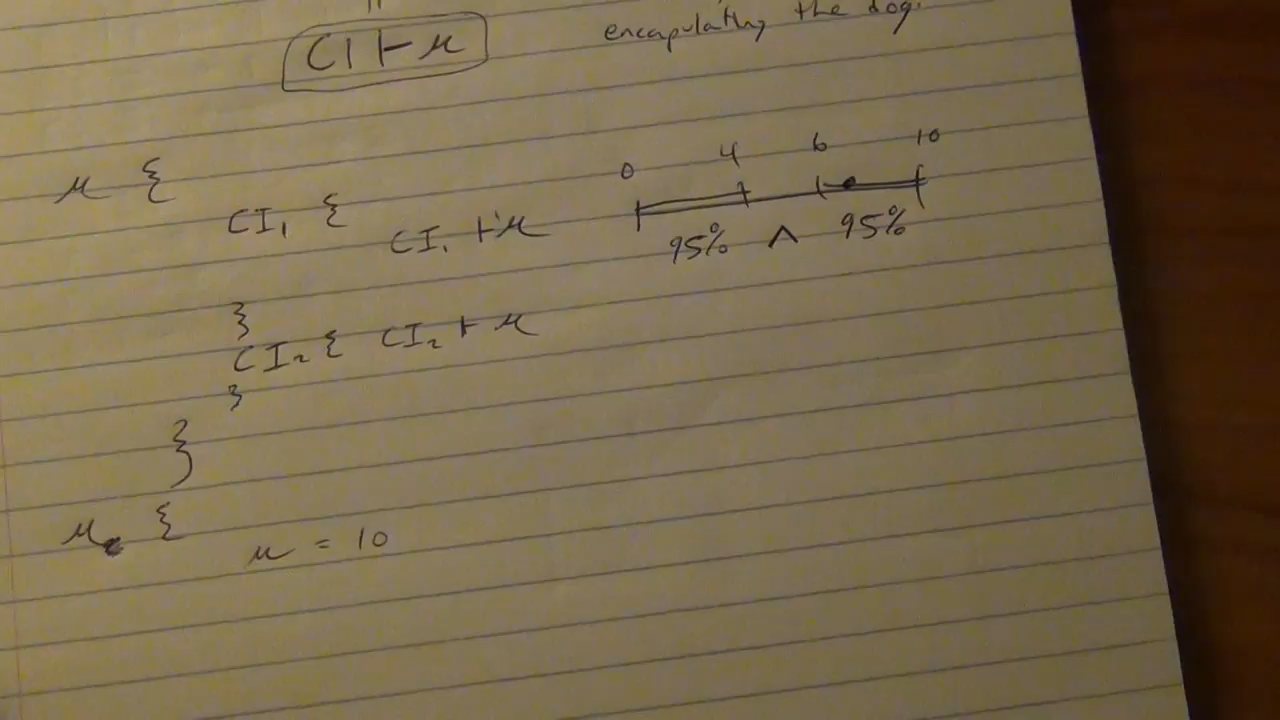 encapulating the dog.
CI ⊢ μ
μ {
CI₁ {
CI₁ ⊢ μ
0 4 6 10
95% ∧ 95%
}
CI₂ { CI₂ ⊢ μ
}
}
μ {
μ = 10